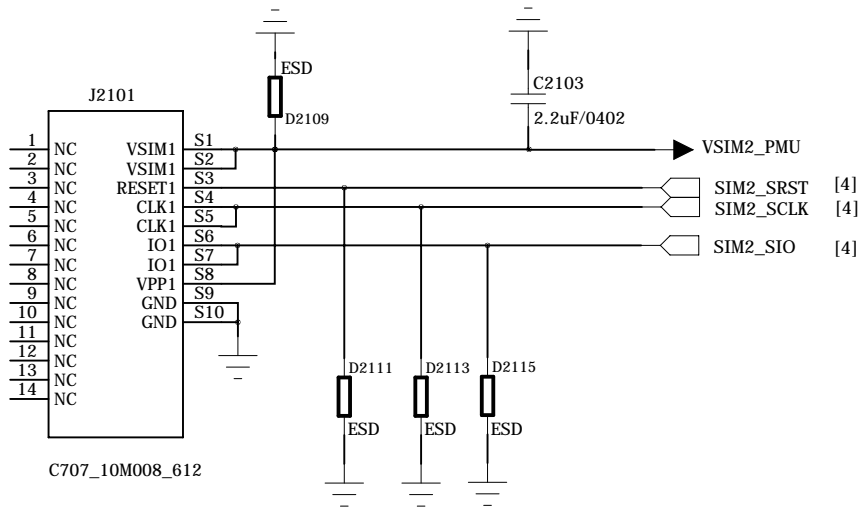 ESD
C2103
J2101
D2109
2.2uF/0402
1 NC VSIM1 S1
VSIM2_PMU
2 NC VSIM1 S2
3 NC RESET1 S3
SIM2_SRST [4]
4 NC CLK1 S4
SIM2_SCLK [4]
5 NC CLK1 S5
6 NC IO1 S6
SIM2_SIO [4]
7 NC IO1 S7
8 NC VPP1 S8
9 NC GND S9
10 NC GND S10
11 NC
12 NC
13 NC
14 NC
D2111 D2113 D2115
ESD ESD ESD
C707_10M008_612